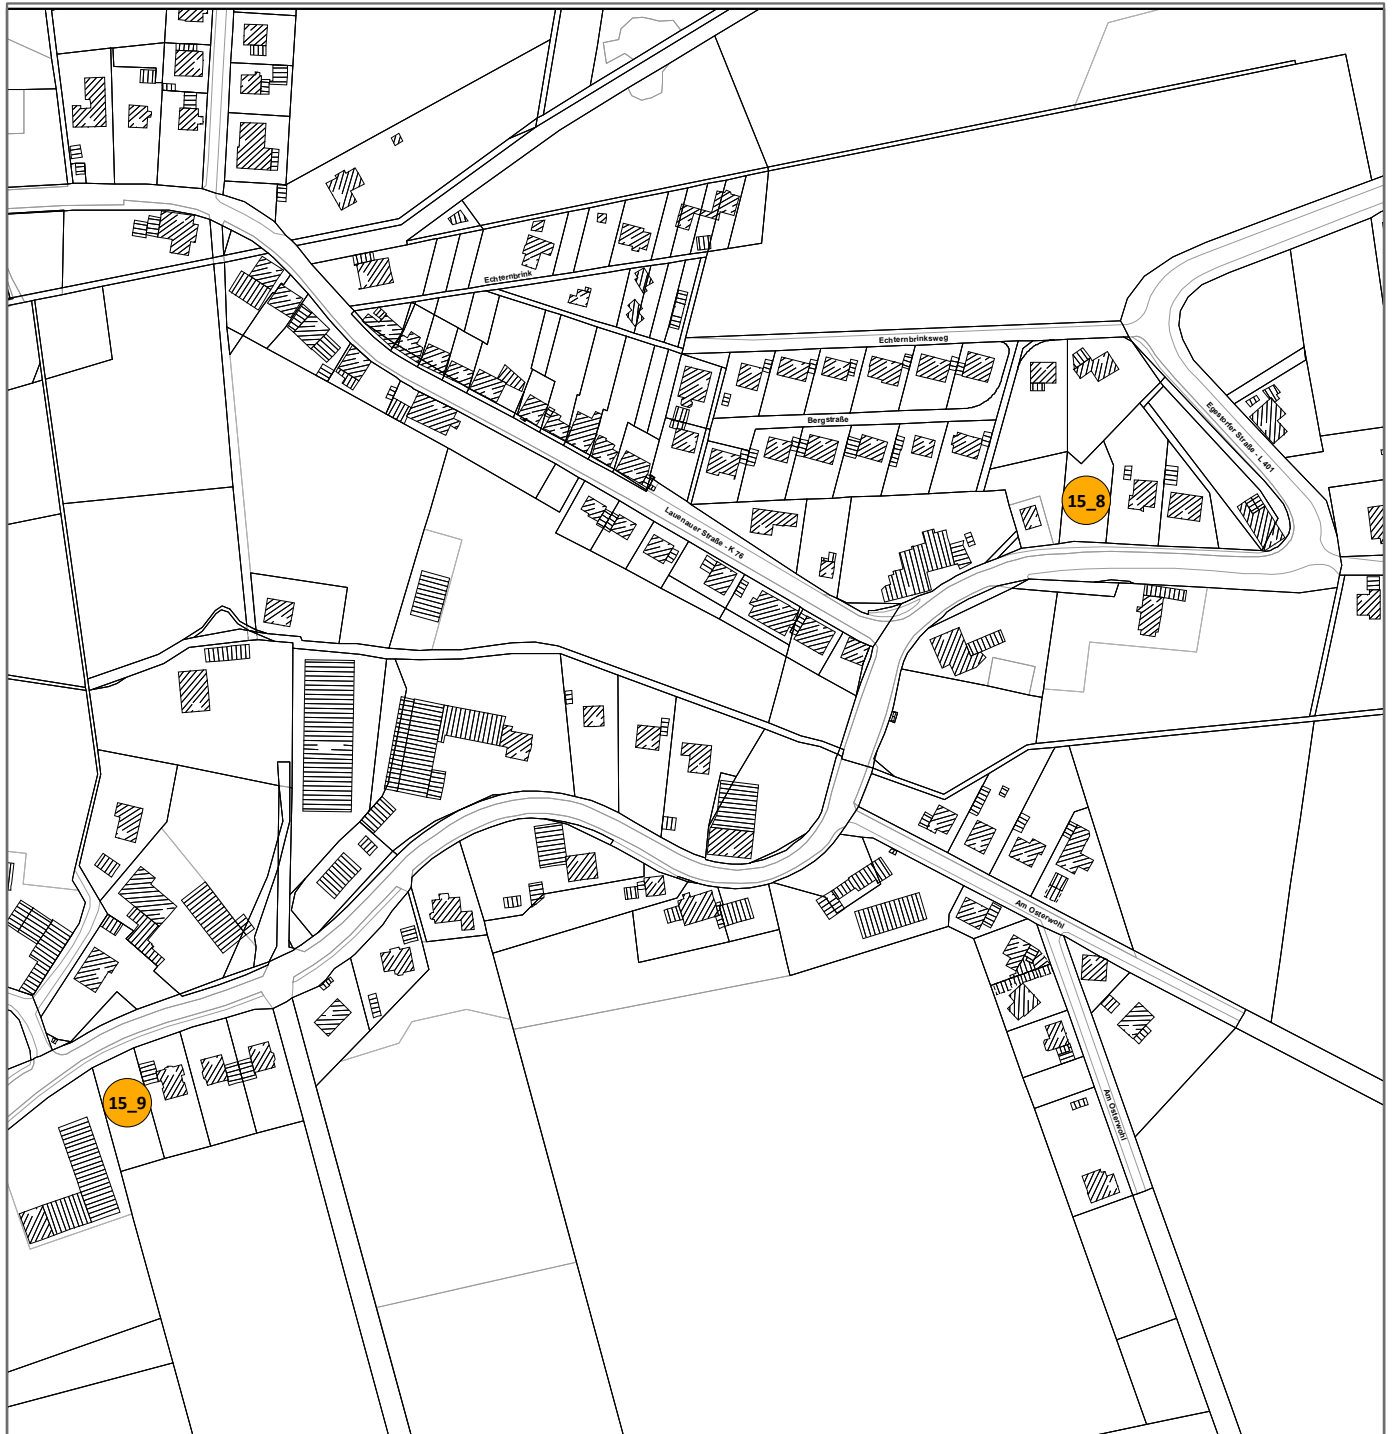 Echternbrink
Echternbrinksweg
Bergstraße
Egestorfer Straße - L 401
15_8
Lauenauer Straße - K 76
Am Osterwohl
Am Osterwohl
15_9